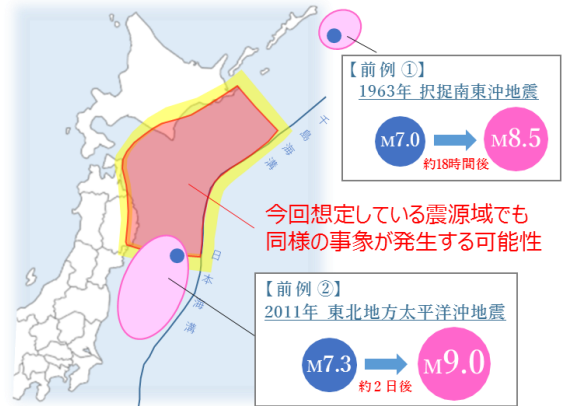 【前例①】
1963年 択捉南東沖地震
M7.0
M8.5
約18時間後
千島海溝
今回想定している震源域でも
同様の事象が発生する可能性
日本海溝
【前例②】
2011年 東北地方太平洋沖地震
M7.3
M9.0
約2日後